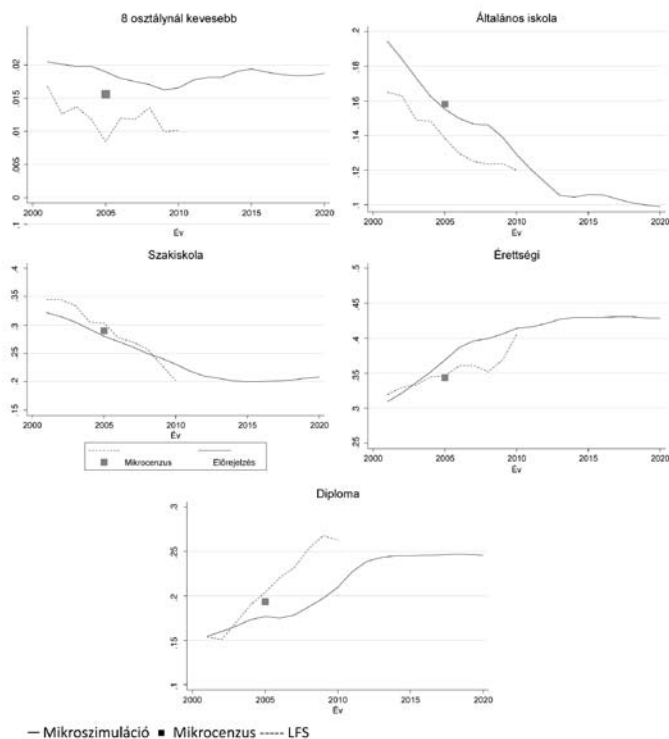 8 osztálynál kevesebb
.02
.015
.01
.005
0
.1
2000 2005 2010 2015 2020
Év
Általános iskola
.2
.18
.16
.14
.12
.1
2000 2005 2010 2015 2020
Év
Szakiskola
.4
.35
.3
.25
.2
.15
2000 2005 2010 2015 2020
Év
Mikrocenzus Előrejelzés
Érettségi
.5
.45
.4
.35
.3
.25
2000 2005 2010 2015 2020
Év
Diploma
.3
.25
.2
.15
.1
2000 2005 2010 2015 2020
Év
Mikroszimuláció Mikrocenzus LFS